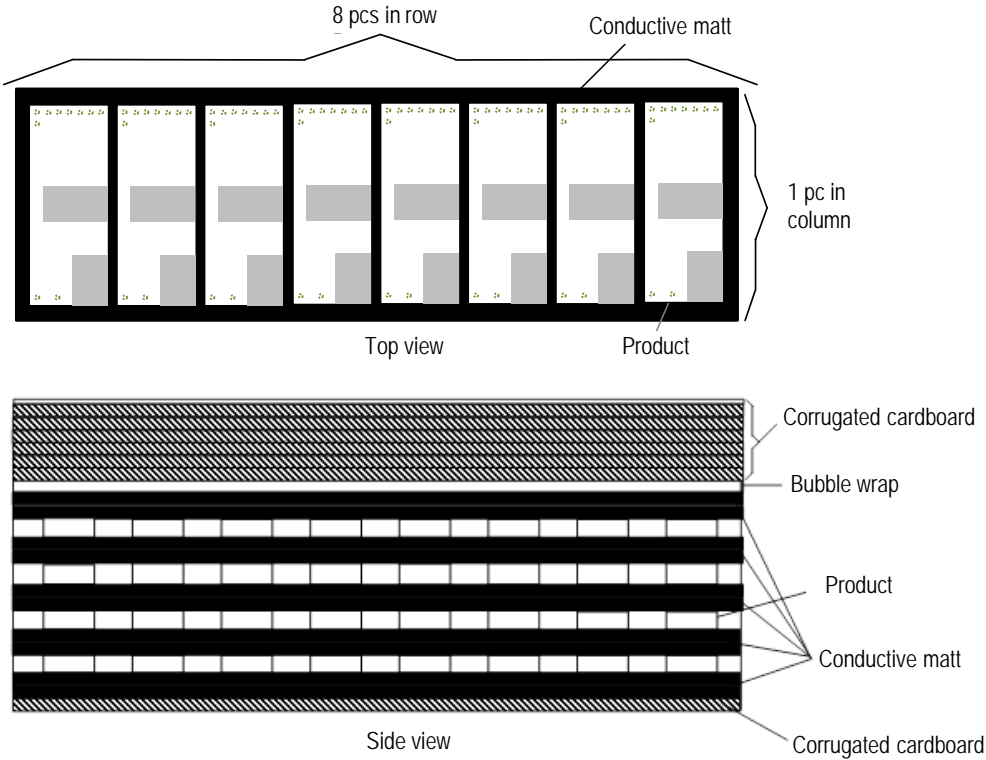 8 pcs in row
Conductive matt
1 pc in
column
Top view
Product
Corrugated cardboard
Bubble wrap
Product
Conductive matt
Side view
Corrugated cardboard